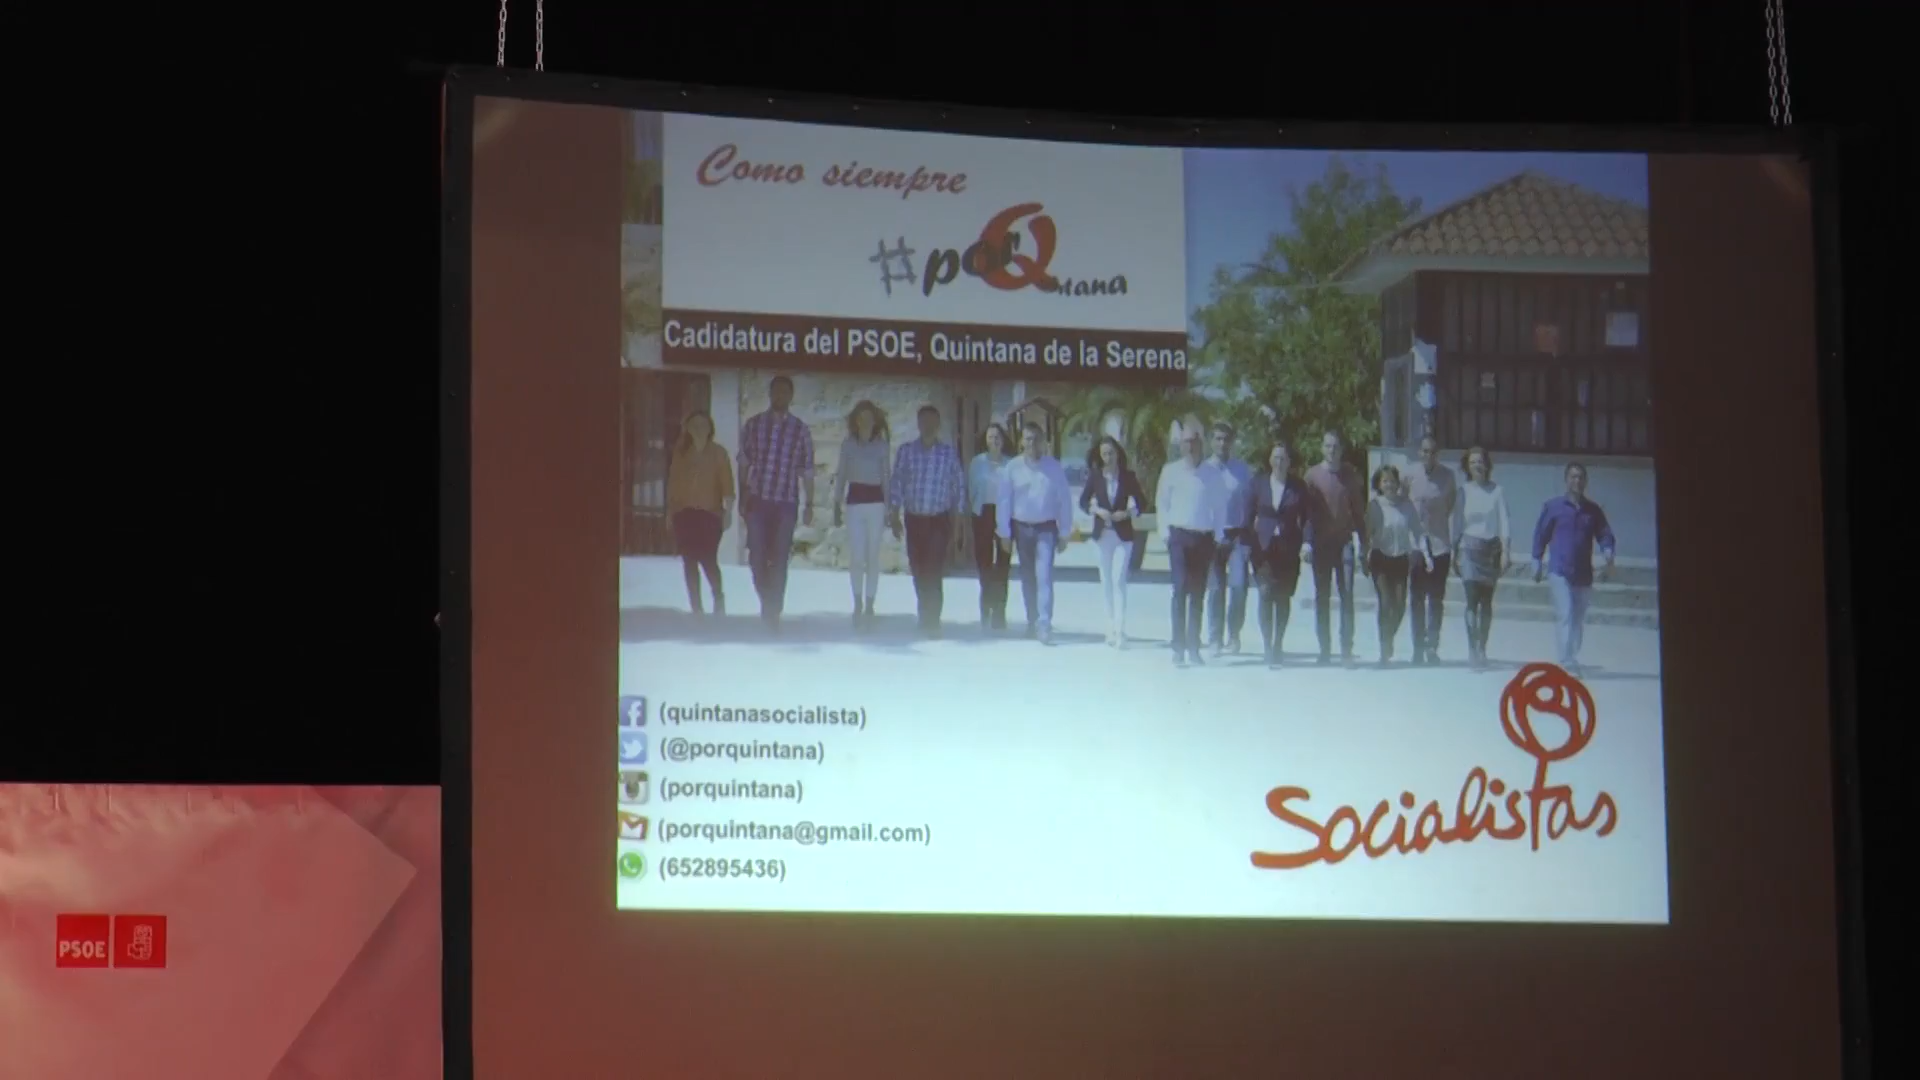 Como siempre
#porQuintana
Cadidatura del PSOE, Quintana de la Serena.
(quintanasocialista)
(@porquintana)
(porquintana)
(porquintana@gmail.com)
(652895436)
Socialistas
PSOE